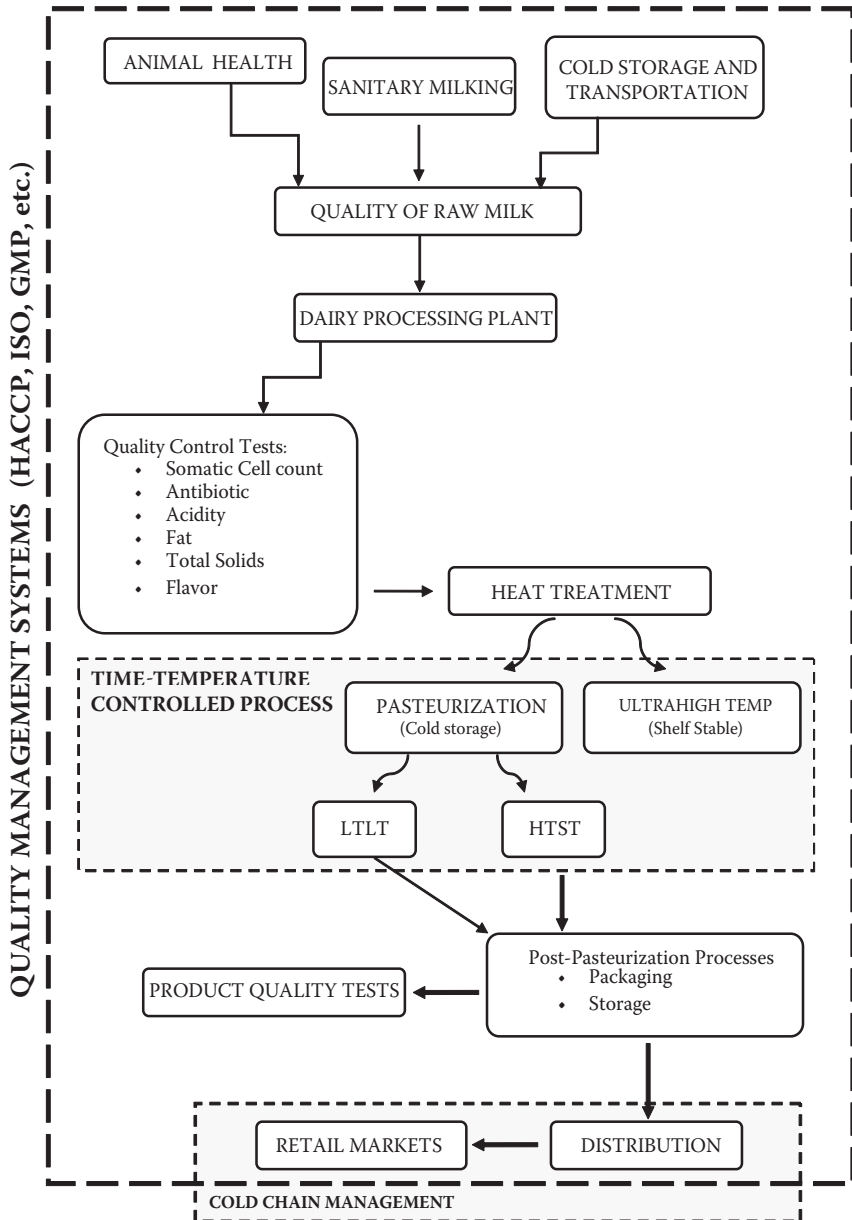 QUALITY MANAGEMENT SYSTEMS (HACCP, ISO, GMP, etc.)
ANIMAL HEALTH
SANITARY MILKING
COLD STORAGE AND
TRANSPORTATION
QUALITY OF RAW MILK
DAIRY PROCESSING PLANT
Quality Control Tests:
• Somatic Cell count
• Antibiotic
• Acidity
• Fat
• Total Solids
• Flavor
HEAT TREATMENT
TIME-TEMPERATURE
CONTROLLED PROCESS
PASTEURIZATION
(Cold storage)
ULTRAHIGH TEMP
(Shelf Stable)
LTLT
HTST
Post-Pasteurization Processes
• Packaging
• Storage
PRODUCT QUALITY TESTS
RETAIL MARKETS
DISTRIBUTION
COLD CHAIN MANAGEMENT